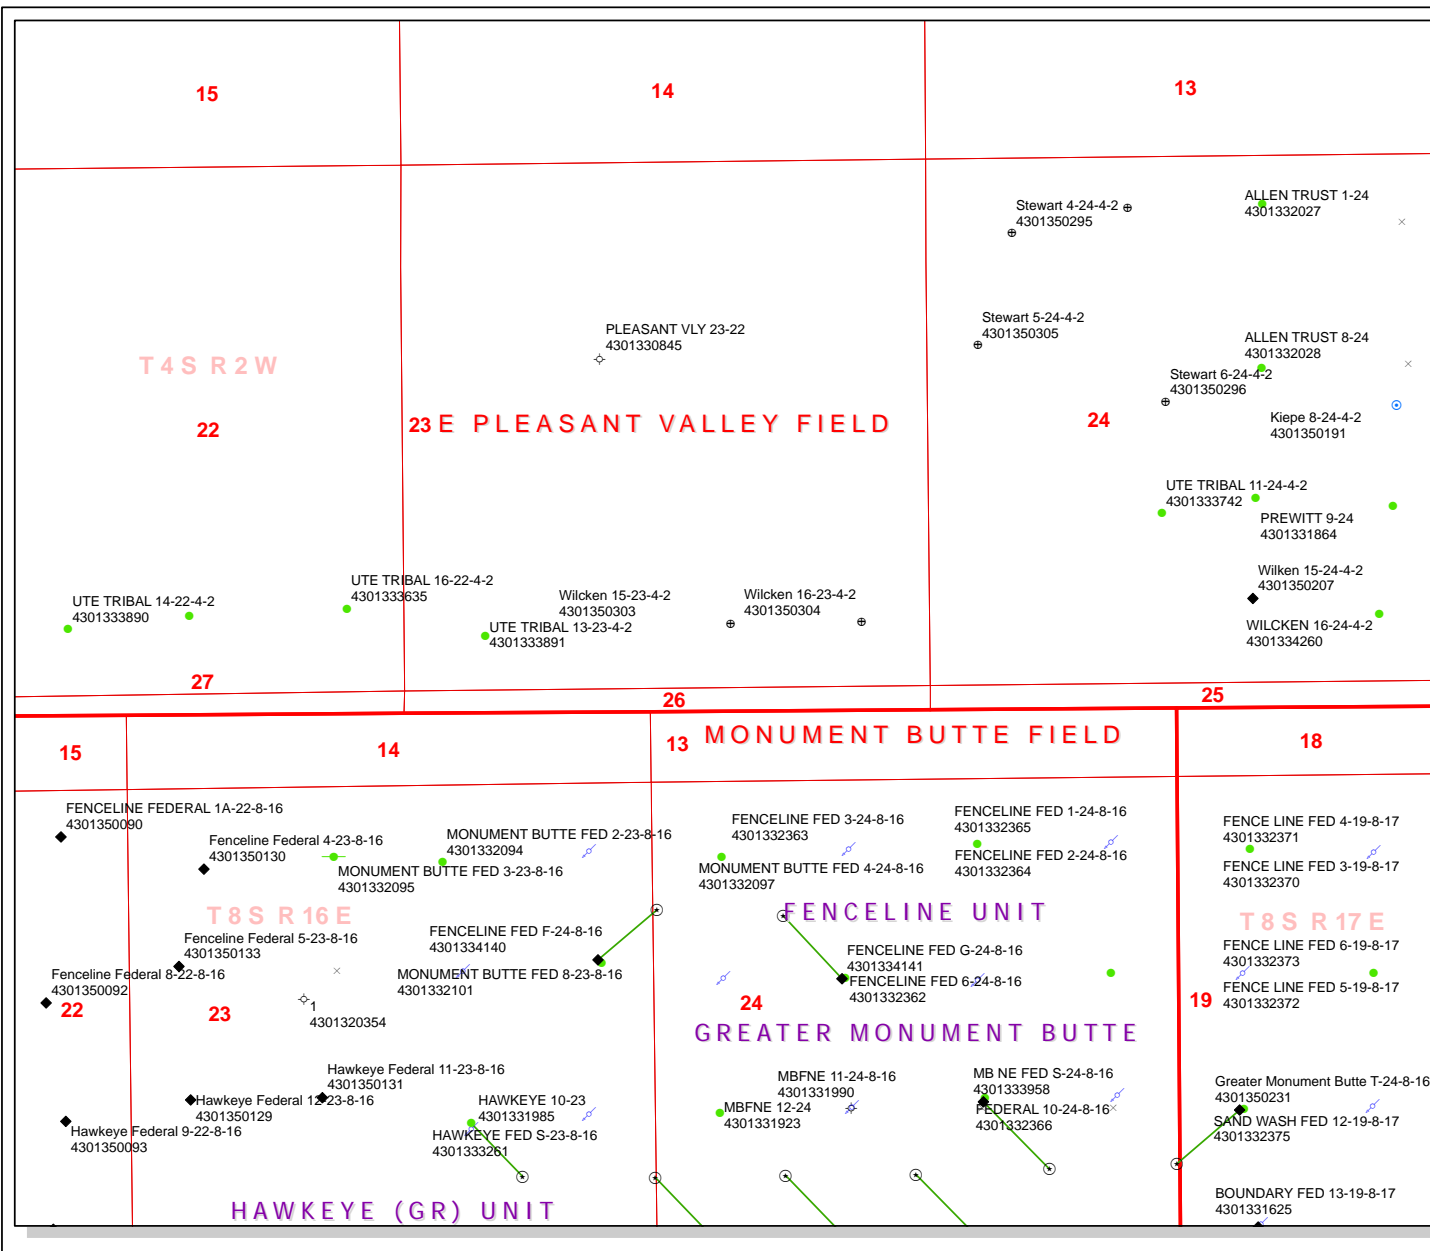 15
14
13
Stewart 4-24-4-2
4301350295
ALLEN TRUST 1-24
4301332027
Stewart 5-24-4-2
4301350305
PLEASANT VLY 23-22
4301330845
ALLEN TRUST 8-24
4301332028
T 4 S R 2 W
Stewart 6-24-4-2
4301350296
22
23 E PLEASANT VALLEY FIELD
24
Kiepe 8-24-4-2
4301350191
UTE TRIBAL 11-24-4-2
4301333742
PREWITT 9-24
4301331864
UTE TRIBAL 14-22-4-2
4301333890
UTE TRIBAL 16-22-4-2
4301333635
Wilcken 15-23-4-2
4301350303
Wilcken 16-23-4-2
4301350304
Wilken 15-24-4-2
4301350207
UTE TRIBAL 13-23-4-2
4301333891
WILCKEN 16-24-4-2
4301334260
27
26
25
15
14
13
MONUMENT BUTTE FIELD
18
FENCELINE FEDERAL 1A-22-8-16
4301350090
Fenceline Federal 4-23-8-16
4301350130
MONUMENT BUTTE FED 2-23-8-16
4301332094
MONUMENT BUTTE FED 3-23-8-16
4301332095
FENCELINE FED 3-24-8-16
4301332363
MONUMENT BUTTE FED 4-24-8-16
4301332097
FENCELINE FED 1-24-8-16
4301332365
FENCELINE FED 2-24-8-16
4301332364
FENCE LINE FED 4-19-8-17
4301332371
FENCE LINE FED 3-19-8-17
4301332370
T 8 S R 16 E
FENCELINE UNIT
T 8 S R 17 E
Fenceline Federal 5-23-8-16
4301350133
FENCELINE FED F-24-8-16
4301334140
FENCELINE FED G-24-8-16
4301334141
FENCE LINE FED 6-19-8-17
4301332373
Fenceline Federal 8-22-8-16
4301350092
MONUMENT BUTTE FED 8-23-8-16
4301332101
FENCELINE FED 6-24-8-16
4301332362
FENCE LINE FED 5-19-8-17
4301332372
22
23
1
4301320354
24
19
GREATER MONUMENT BUTTE
Hawkeye Federal 11-23-8-16
4301350131
Hawkeye Federal 12-23-8-16
4301350129
HAWKEYE 10-23
4301331985
HAWKEYE FED S-23-8-16
4301333261
MBFNE 11-24-8-16
4301331990
MBFNE 12-24
4301331923
MB NE FED S-24-8-16
4301333958
FEDERAL 10-24-8-16
4301332366
Greater Monument Butte T-24-8-16
4301350231
SAND WASH FED 12-19-8-17
4301332375
Hawkeye Federal 9-22-8-16
4301350093
HAWKEYE (GR) UNIT
BOUNDARY FED 13-19-8-17
4301331625